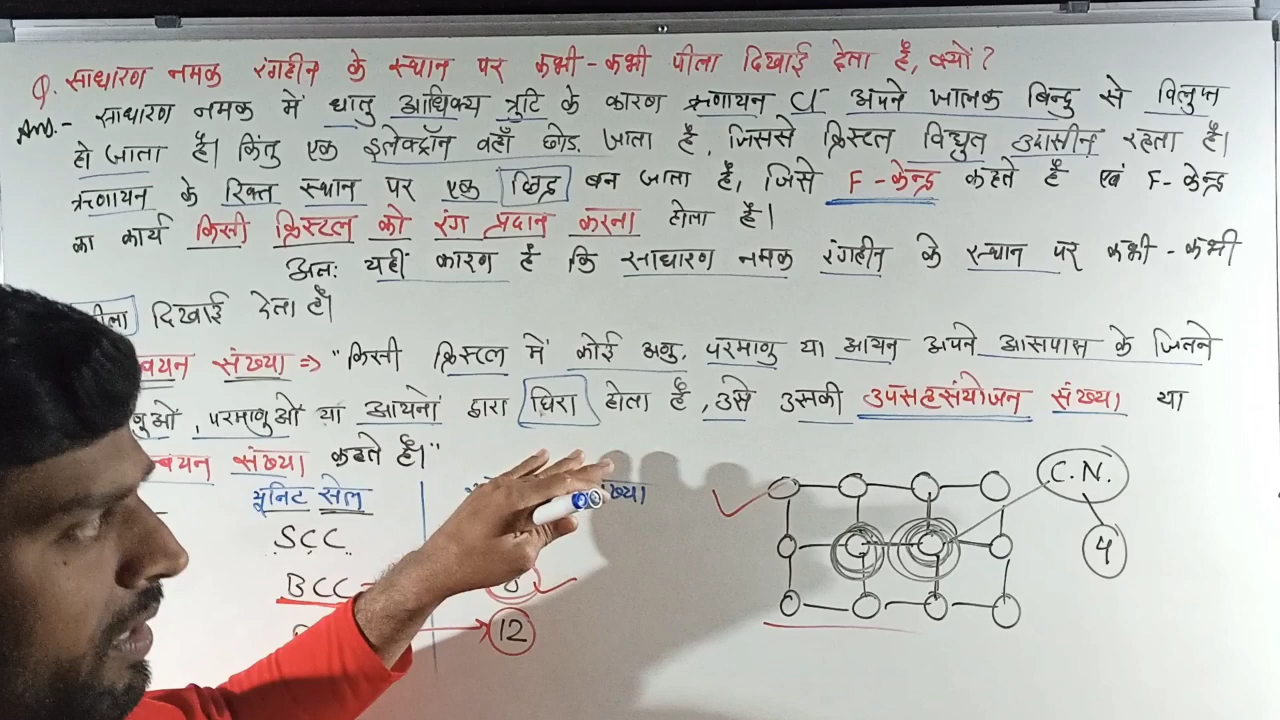 Q. साधारण नमक रंगहीन के स्थान पर कभी-कभी पीला दिखाई देता है, क्यों?
Ans.- साधारण नमक में धातु आधिक्य त्रुटि के कारण ऋणायन Cl⁻ अपने जालक बिन्दु से विलुप्त
हो जाता है। किंतु एक इलेक्ट्रॉन वहाँ छोड़ जाता है, जिससे क्रिस्टल विद्युत उदासीन रहता है।
ऋणायन के रिक्त स्थान पर एक छिद्र बन जाता है, जिसे F-केन्द्र कहते हैं एवं F-केन्द्र
का कार्य किसी क्रिस्टल को रंग प्रदान करना होता है।
अतः यहीं कारण है कि साधारण नमक रंगहीन के स्थान पर कभी-कभी
दिखाई देता है।
संख्या ⇒ "किसी क्रिस्टल में कोई अणु, परमाणु या आयन अपने आसपास के जितने
, परमाणुओं या आयनों द्वारा घिरा होता है, उसे उसकी उपसहसंयोजन संख्या या
संख्या कहते हैं।"
यूनिट सेल
SCC
BCC
12
C.N.
4